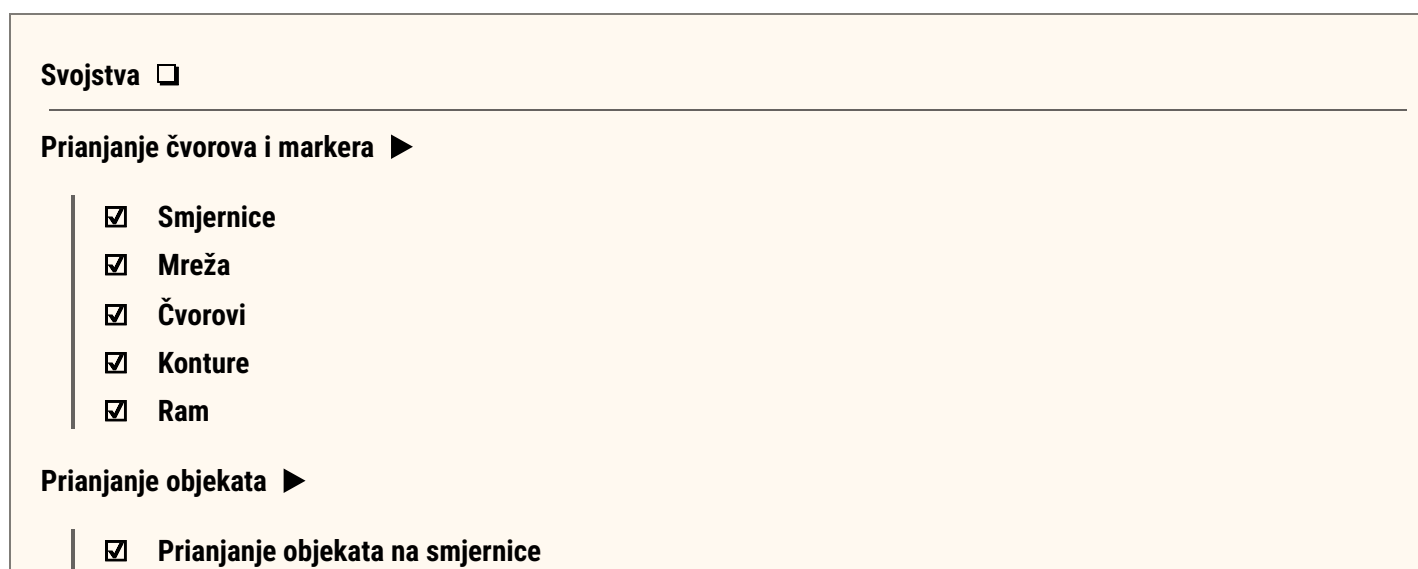 Svojstva ❏
Prianjanje čvorova i markera ▶
☑ Smjernice
☑ Mreža
☑ Čvorovi
☑ Konture
☑ Ram
Prianjanje objekata ▶
☑ Prianjanje objekata na smjernice